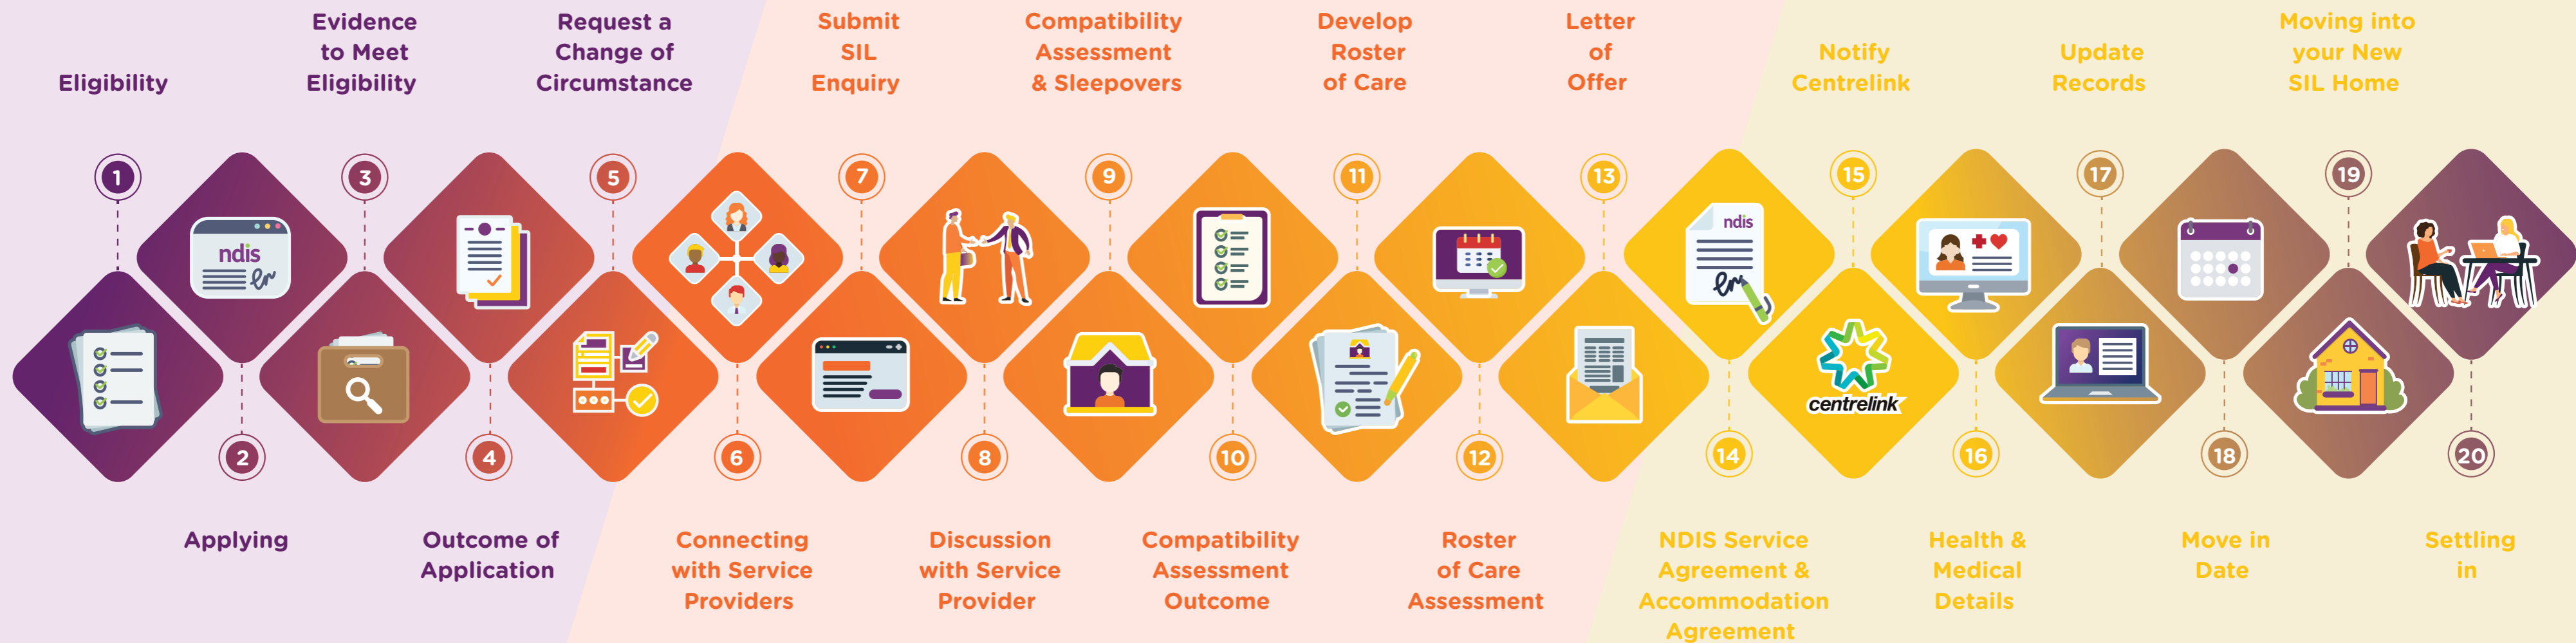 Eligibility
Evidence
to Meet
Eligibility
Request a
Change of
Circumstance
Submit
SIL
Enquiry
Compatibility
Assessment
& Sleepovers
Develop
Roster
of Care
Letter
of
Offer
Notify
Centrelink
Update
Records
Moving into
your New
SIL Home
1
3
5
7
9
11
13
15
17
19
ndis
ndis
centrelink
2
4
6
8
10
12
14
16
18
20
Applying
Outcome of
Application
Connecting
with Service
Providers
Discussion
with Service
Provider
Compatibility
Assessment
Outcome
Roster
of Care
Assessment
NDIS Service
Agreement &
Accommodation
Agreement
Health &
Medical
Details
Move in
Date
Settling
in